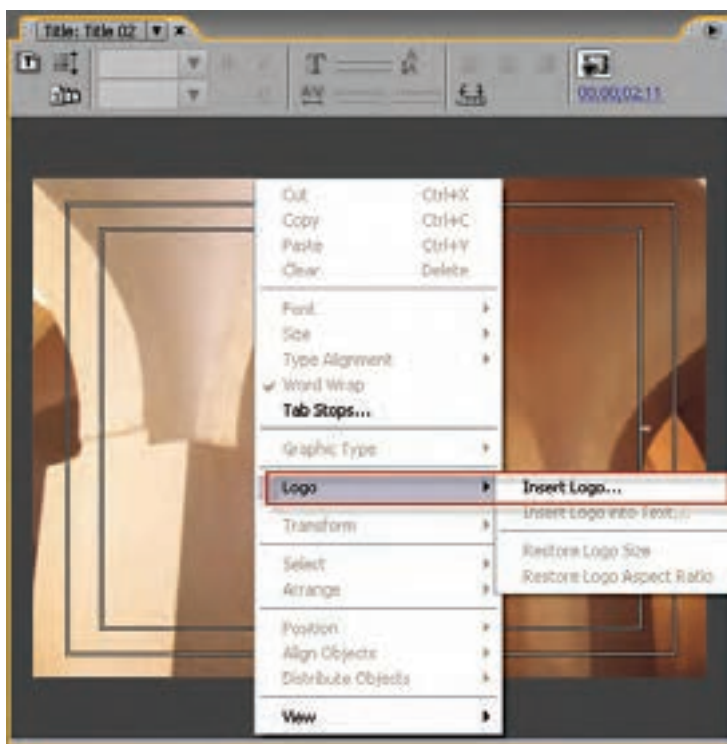 Title: Title 02
00;00;02;11
Cut Ctrl+X
Copy Ctrl+C
Paste Ctrl+V
Clear Delete
Font
Size
Type Alignment
Word Wrap
Tab Stops...
Graphic Type
Logo
Insert Logo...
Insert Logo into Text...
Transform
Restore Logo Size
Select
Restore Logo Aspect Ratio
Arrange
Position
Align Objects
Distribute Objects
View